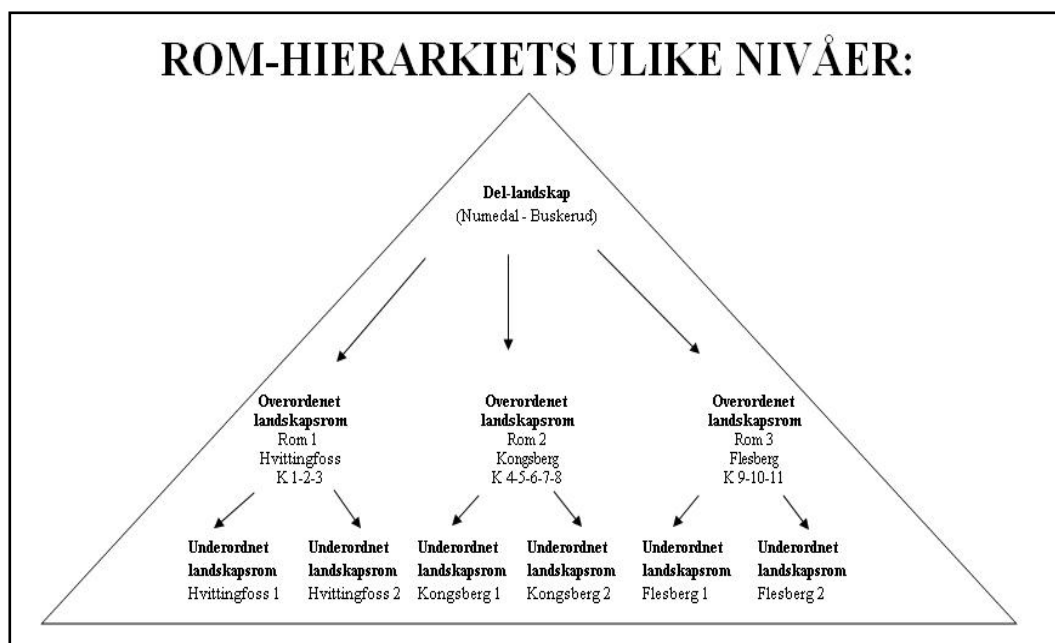 ROM-HIERARKIETS ULIKE NIVÅER:
Del-landskap
(Numedal - Buskerud)
Overordenet
landskapsrom
Rom 1
Hvittingfoss
K 1-2-3
Overordenet
landskapsrom
Rom 2
Kongsberg
K 4-5-6-7-8
Overordenet
landskapsrom
Rom 3
Flesberg
K 9-10-11
Underordnet
landskapsrom
Hvittingfoss 1
Underordnet
landskapsrom
Hvittingfoss 2
Underordnet
landskapsrom
Kongsberg 1
Underordnet
landskapsrom
Kongsberg 2
Underordnet
landskapsrom
Flesberg 1
Underordnet
landskapsrom
Flesberg 2